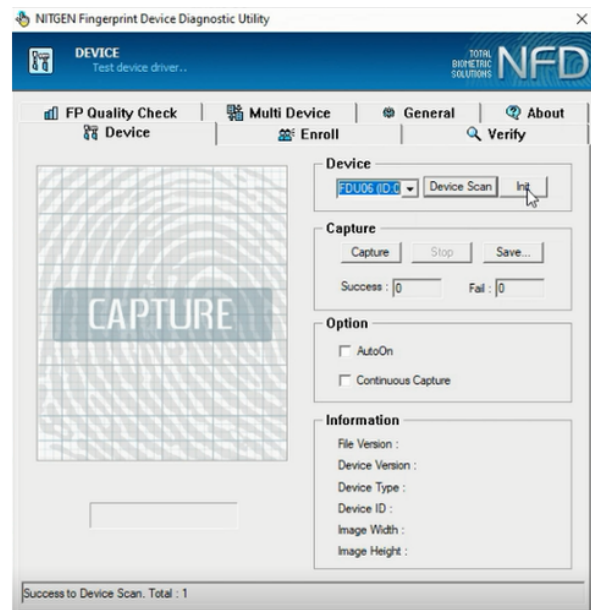 NITGEN Fingerprint Device Diagnostic Utility
DEVICE
Test device driver..
TOTAL
BIOMETRIC
SOLUTIONS
NFD
FP Quality Check
Multi Device
General
About
Device
Enroll
Verify
CAPTURE
Device
FDU06 (ID:0
Device Scan
Capture
Capture
Stop
Save...
Success : 0
Fail : 0
Option
AutoOn
Continuous Capture
Information
File Version :
Device Version :
Device Type :
Device ID :
Image Width :
Image Height :
Success to Device Scan. Total : 1